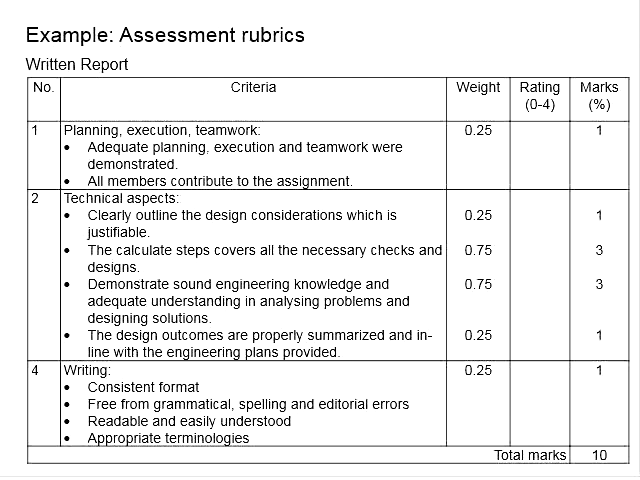 Example: Assessment rubrics
Written Report
No. Criteria Weight Rating (0-4) Marks (%)
1 Planning, execution, teamwork: 0.25 1
• Adequate planning, execution and teamwork were
demonstrated.
• All members contribute to the assignment.
2 Technical aspects:
• Clearly outline the design considerations which is 0.25 1
justifiable.
• The calculate steps covers all the necessary checks and 0.75 3
designs.
• Demonstrate sound engineering knowledge and 0.75 3
adequate understanding in analysing problems and
designing solutions.
• The design outcomes are properly summarized and in- 0.25 1
line with the engineering plans provided.
4 Writing: 0.25 1
• Consistent format
• Free from grammatical, spelling and editorial errors
• Readable and easily understood
• Appropriate terminologies
Total marks 10